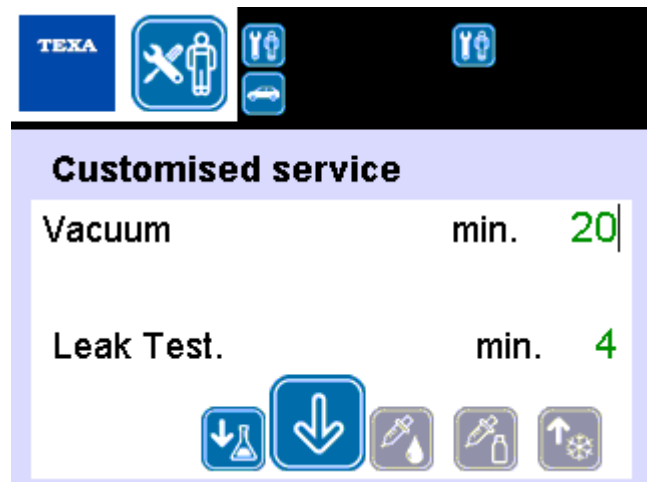 TEXA
Customised service
Vacuum min. 20
Leak Test. min. 4